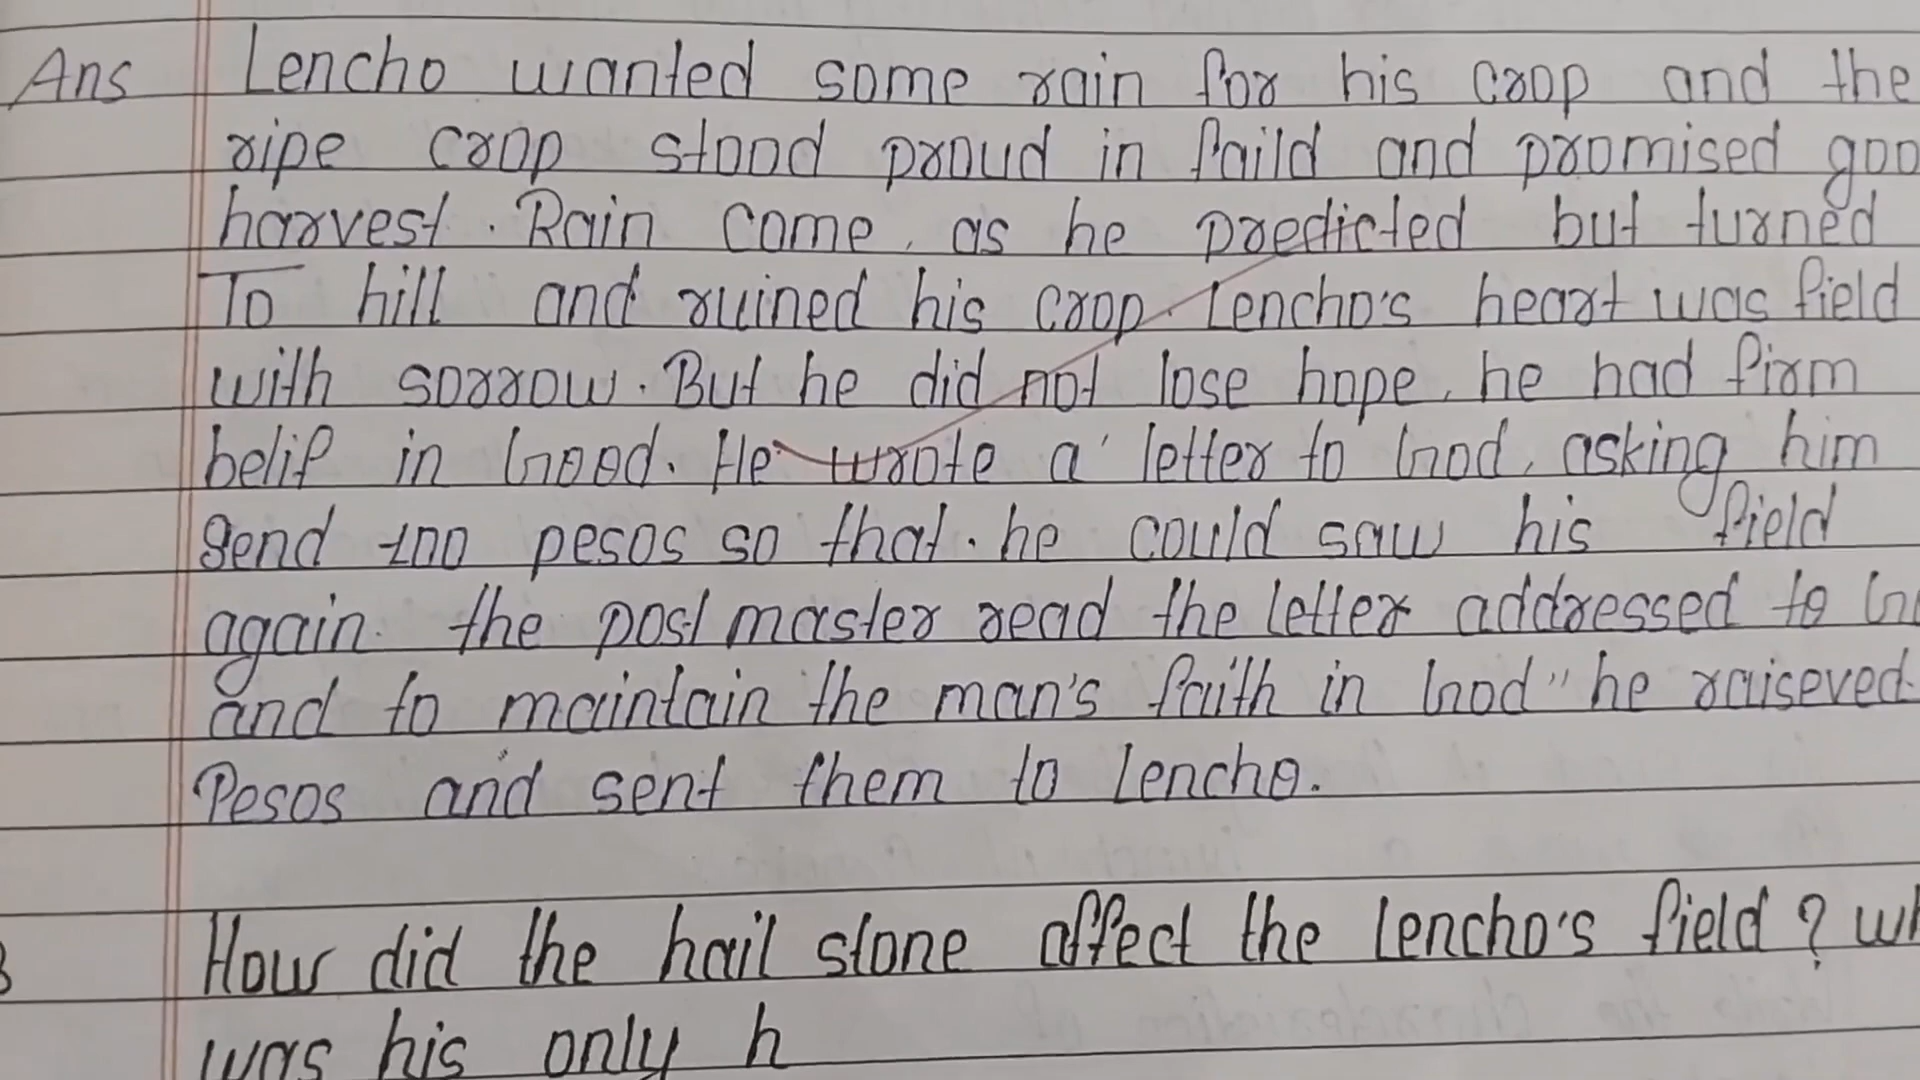 Ans Lencho wanted some rain for his crop and the
ripe crop stood proud in faild and promised goo
harvest. Rain come, as he predicted but turned
To hill and ruined his crop. Lencho's heart was field
with sorrow. But he did not lose hope, he had firm
belif in Good. He wrote a letter to God, asking him
send 100 pesos so that. he could saw his field
again. the post master read the letter addressed to Go
and to maintain the man's faith in God" he raiseved
Pesos and sent them to Lencho.
3 How did the hail stone affect the Lencho's field? wh
was his only h